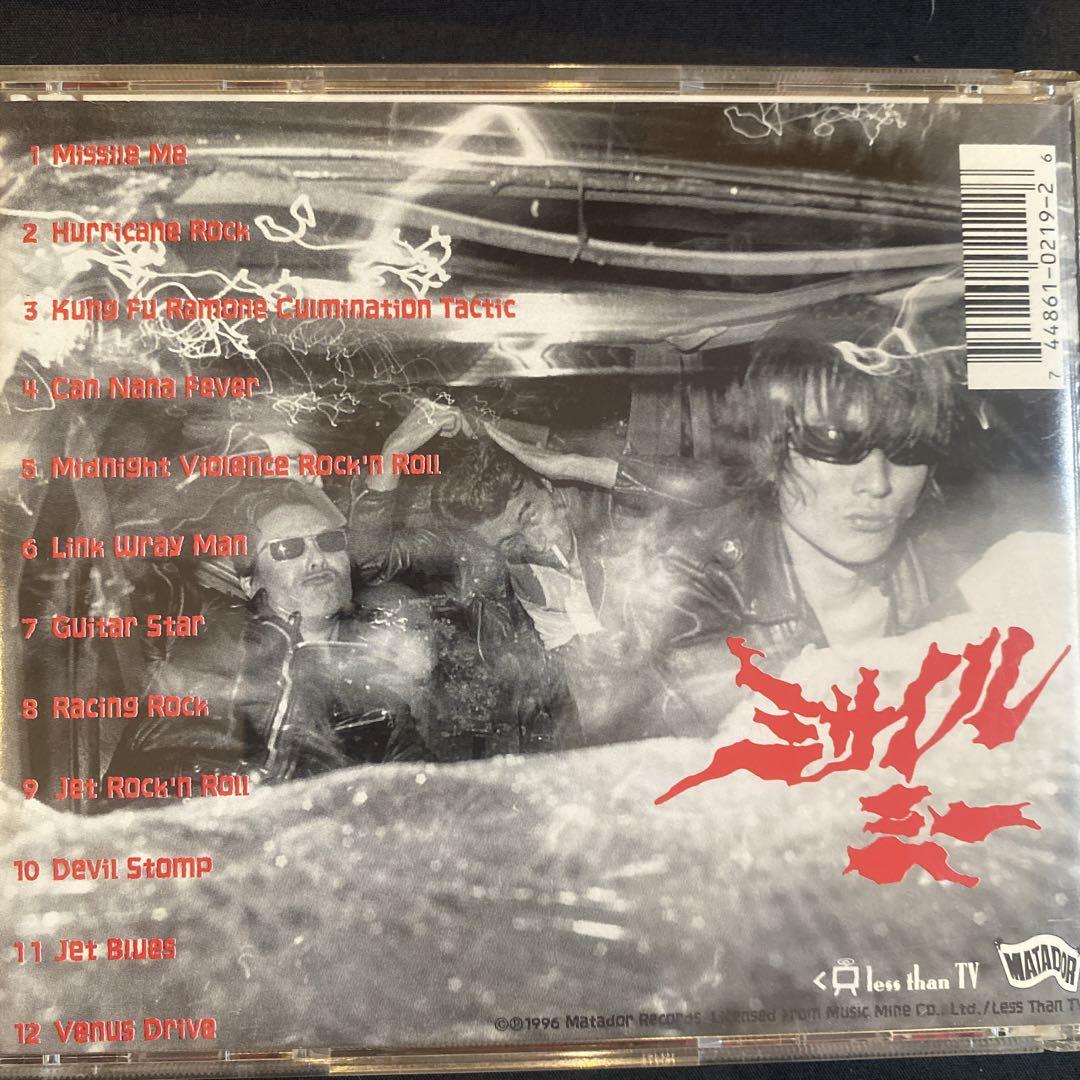 1 Missile Me
2 Hurricane Rock
3 Kung Fu Ramone Culmination Tactic
4 Can Nana Fever
5 Midnight Violence Rock'n Roll
6 Link Wray Man
7 Guitar Star
8 Racing Rock
9 Jet Rock'n Roll
10 Devil Stomp
11 Jet Blues
12 Venus Drive
7 44861-0219-2 6
ミサイル
ミー
less than TV
MATADOR
©℗1996 Matador Records. Licensed from Music Mine Co. Ltd./Less Than TV